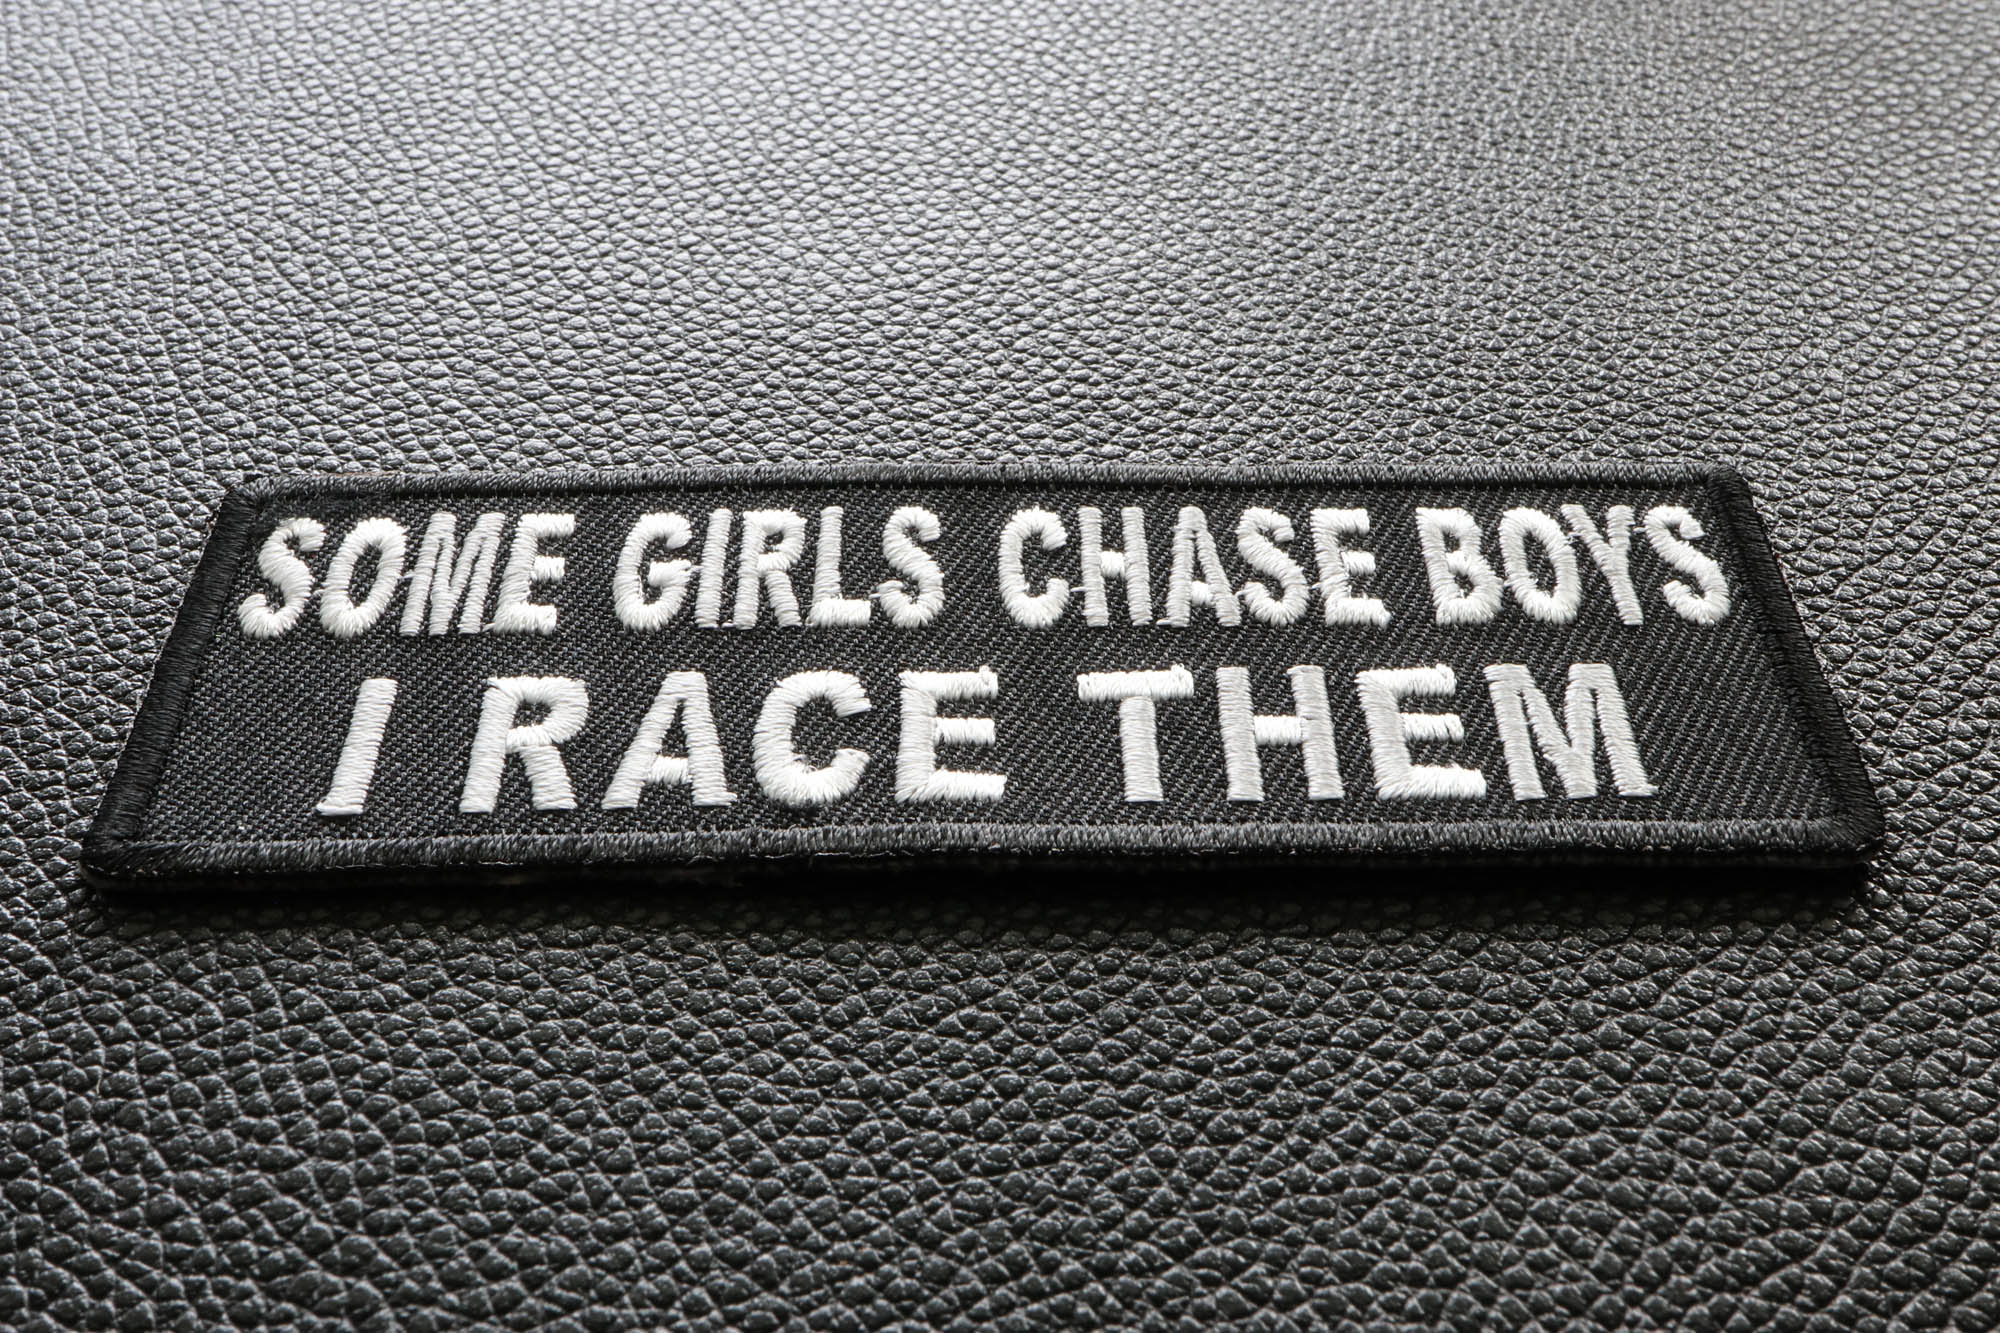 SOME GIRLS CHASE BOYS
I RACE THEM